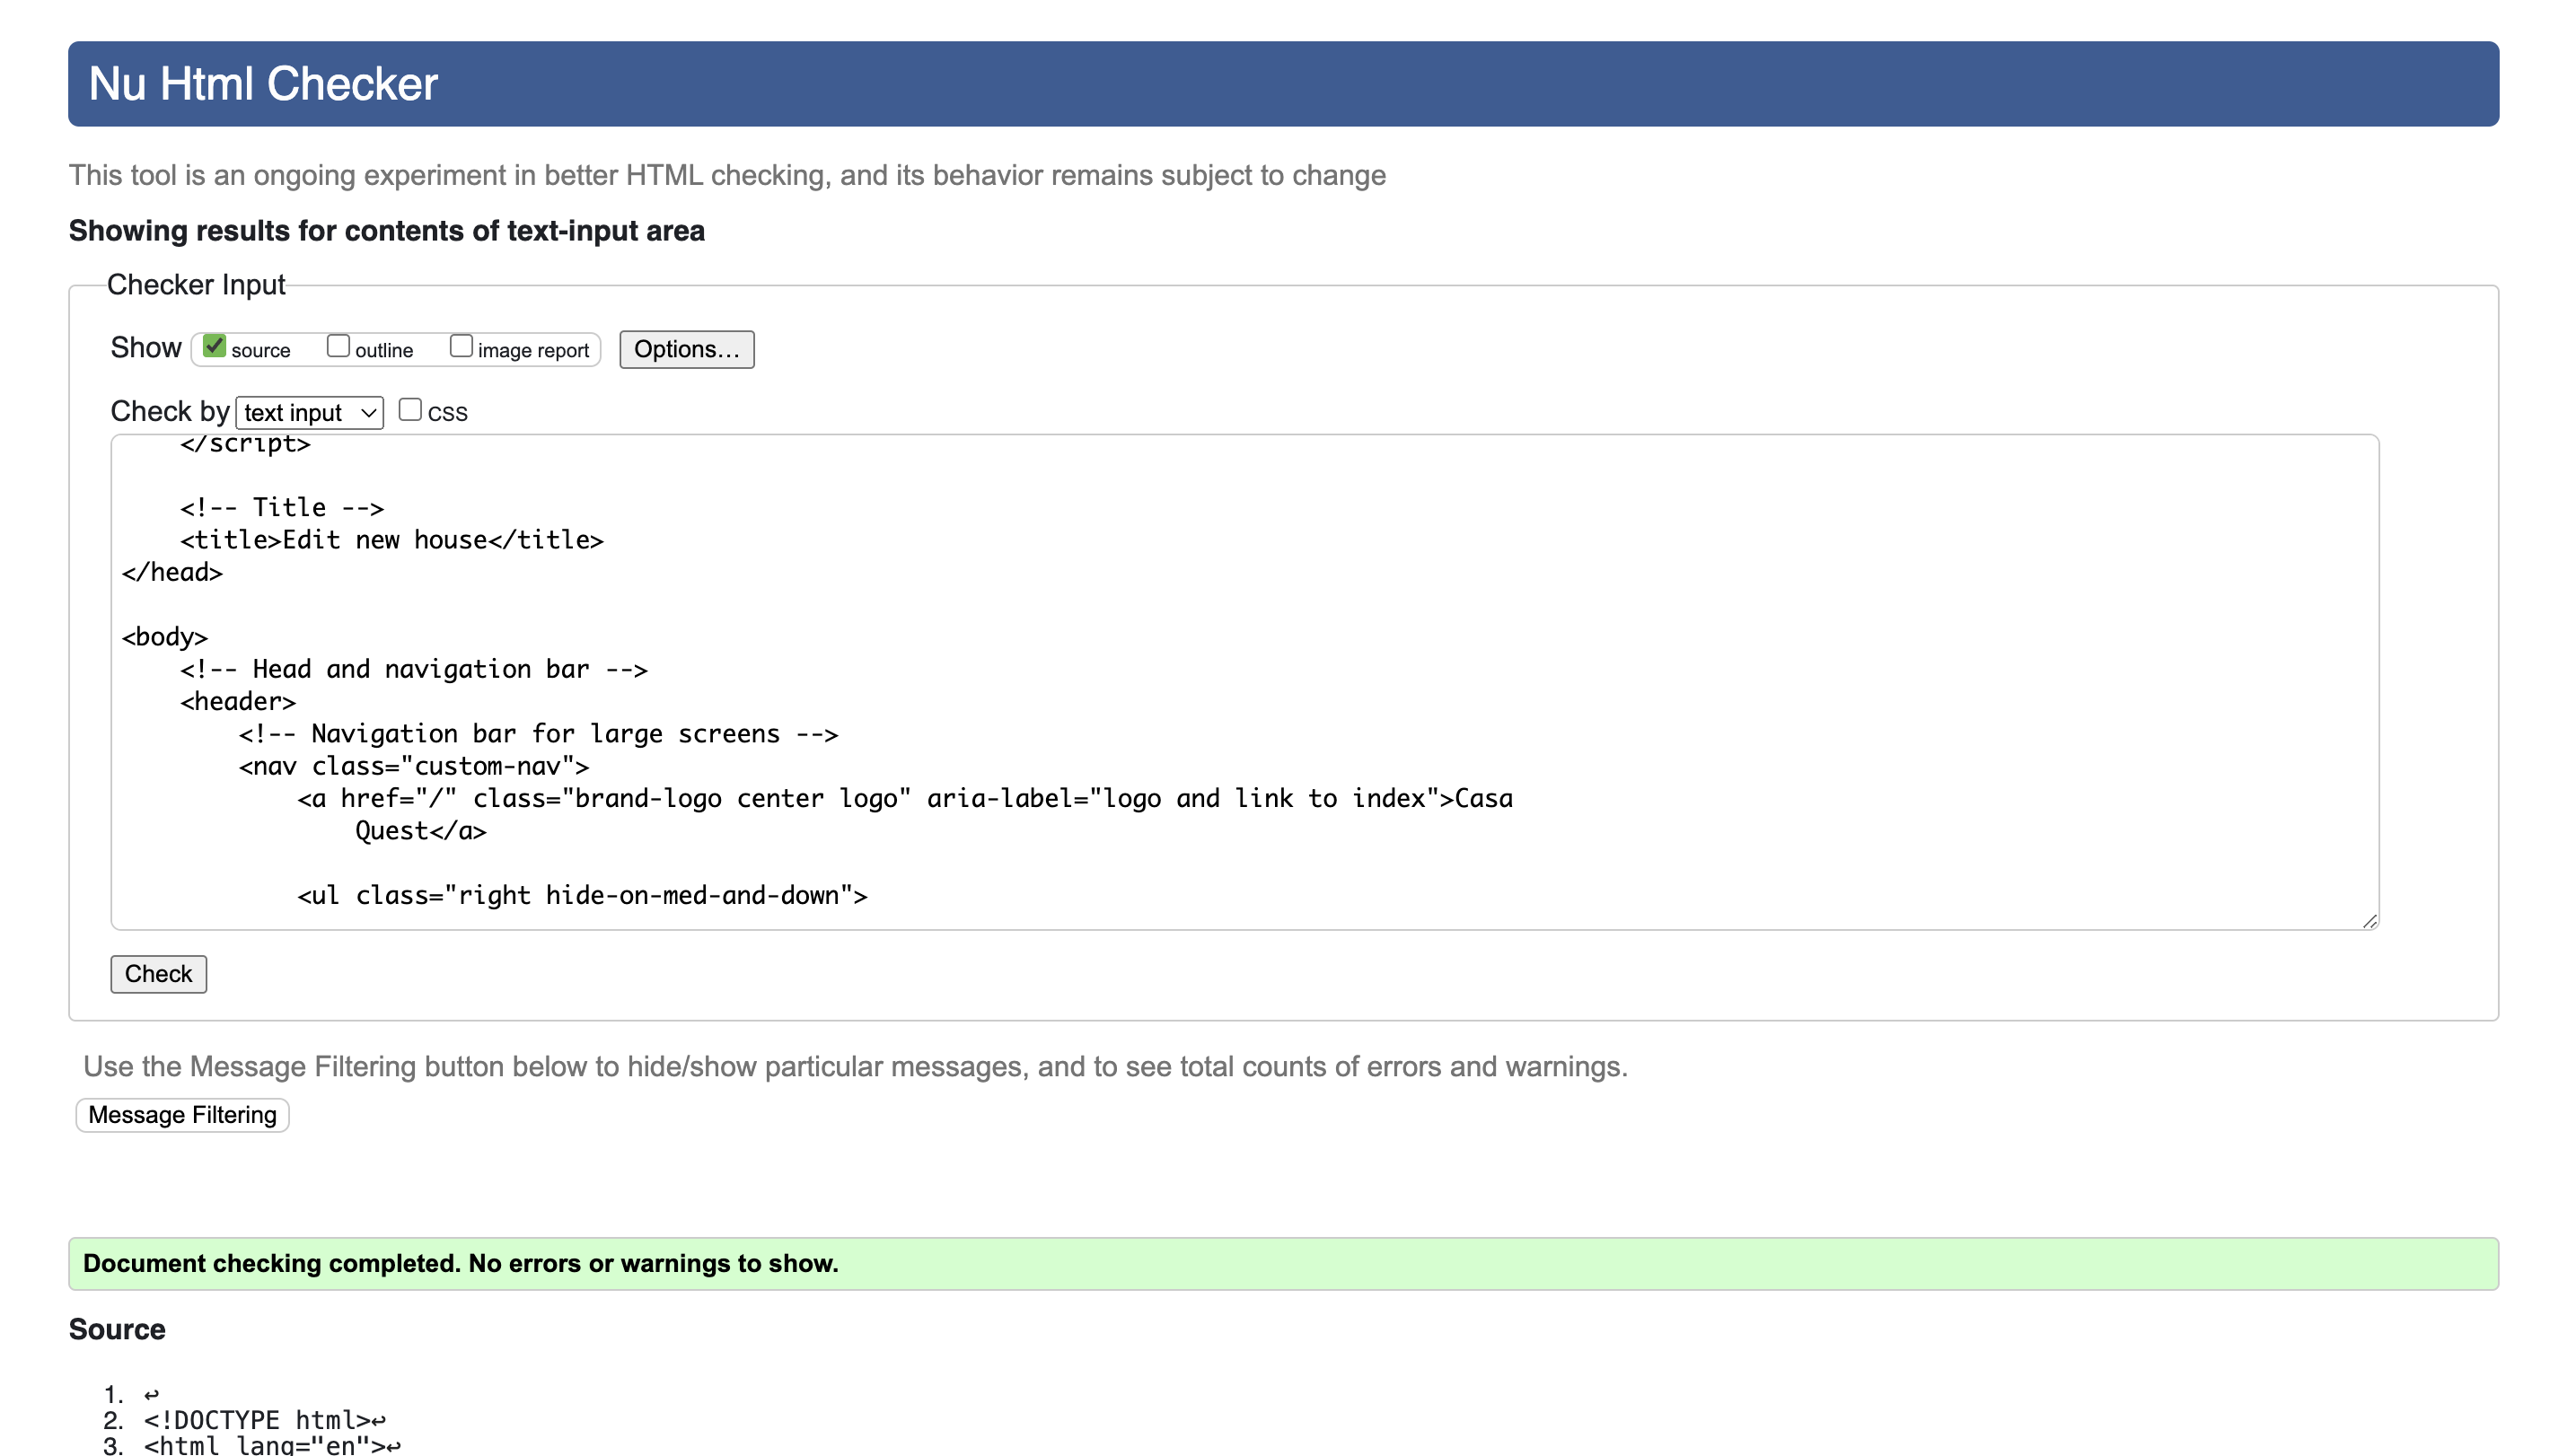 Nu Html Checker
This tool is an ongoing experiment in better HTML checking, and its behavior remains subject to change
Showing results for contents of text-input area
Checker Input
Show source outline image report Options...
Check by text input CSS
</script>
<!-- Title -->
<title>Edit new house</title>
</head>
<body>
<!-- Head and navigation bar -->
<header>
<!-- Navigation bar for large screens -->
<nav class="custom-nav">
<a href="/" class="brand-logo center logo" aria-label="logo and link to index">Casa
Quest</a>
<ul class="right hide-on-med-and-down">
Check
Use the Message Filtering button below to hide/show particular messages, and to see total counts of errors and warnings.
Message Filtering
Document checking completed. No errors or warnings to show.
Source
1. ↩
2. <!DOCTYPE html>↩
3. <html lang="en">↩